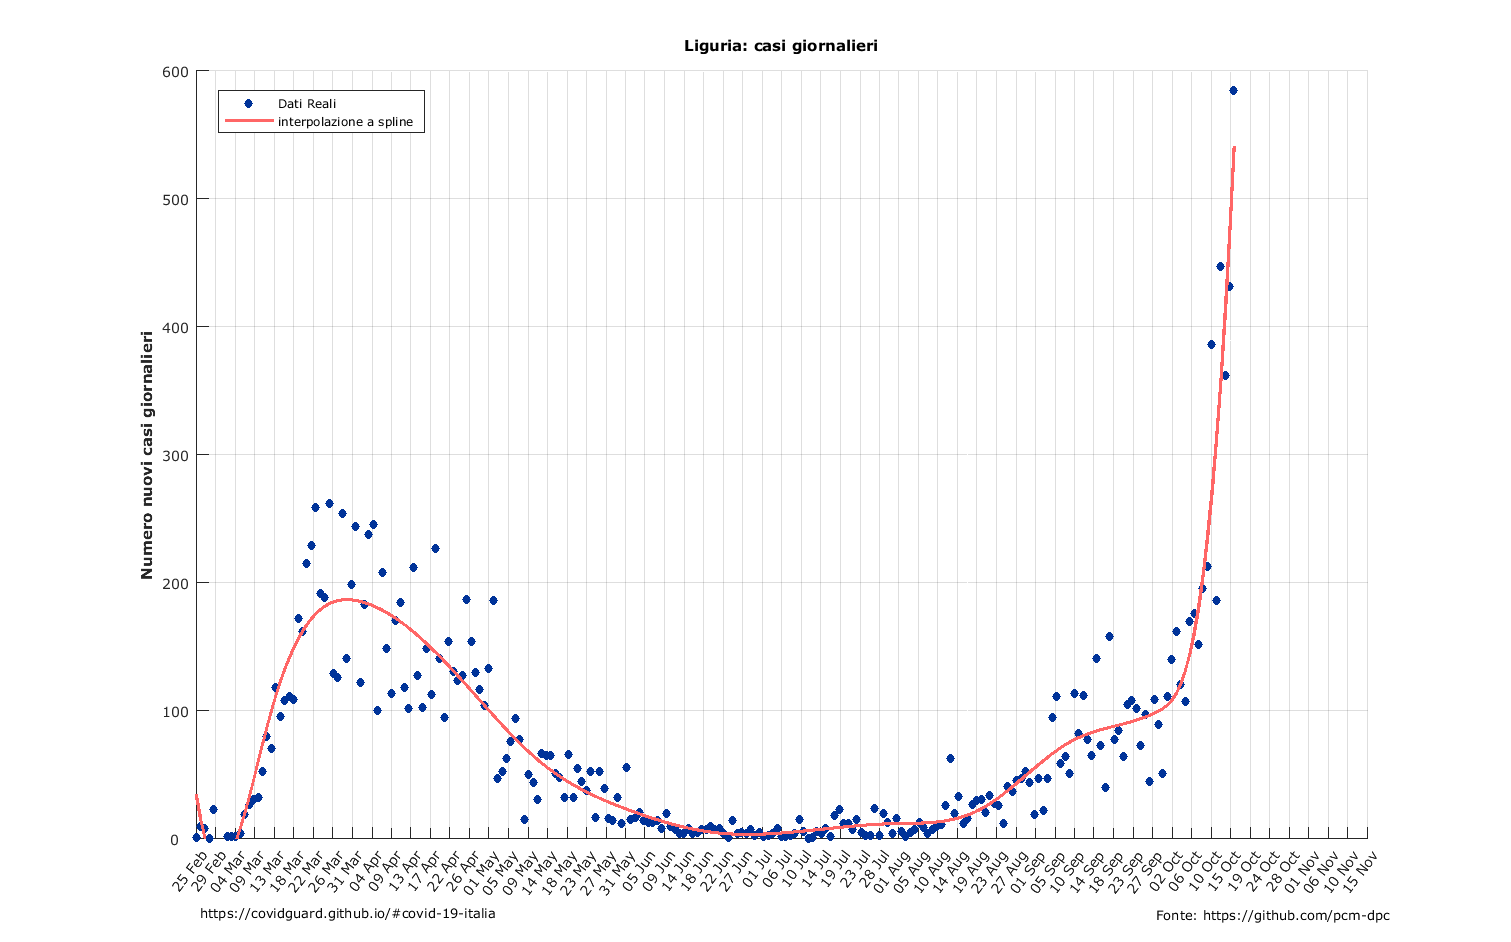 Liguria: casi giornalieri
Dati Reali
interpolazione a spline
Numero nuovi casi giornalieri
600
500
400
300
200
100
0
25 Feb
29 Feb
04 Mar
09 Mar
13 Mar
18 Mar
22 Mar
26 Mar
31 Mar
04 Apr
09 Apr
13 Apr
17 Apr
22 Apr
26 Apr
01 May
05 May
09 May
14 May
18 May
23 May
27 May
31 May
05 Jun
09 Jun
14 Jun
18 Jun
22 Jun
27 Jun
01 Jul
06 Jul
10 Jul
14 Jul
19 Jul
23 Jul
28 Jul
01 Aug
05 Aug
10 Aug
14 Aug
19 Aug
23 Aug
27 Aug
01 Sep
05 Sep
10 Sep
14 Sep
18 Sep
23 Sep
27 Sep
02 Oct
06 Oct
10 Oct
15 Oct
19 Oct
24 Oct
28 Oct
01 Nov
06 Nov
10 Nov
15 Nov
https://covidguard.github.io/#covid-19-italia
Fonte: https://github.com/pcm-dpc